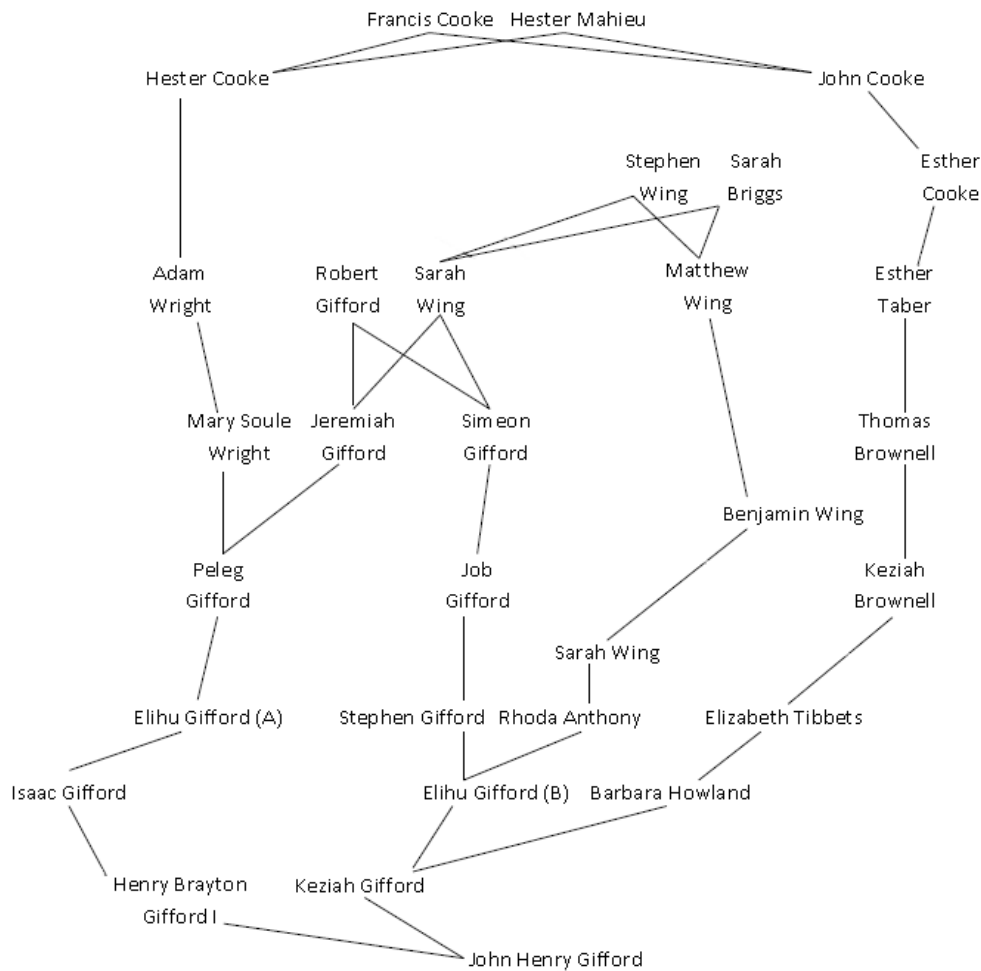 Francis Cooke Hester Mahieu
Hester Cooke
John Cooke
Stephen
Wing
Sarah
Briggs
Esther
Cooke
Adam
Wright
Robert
Gifford
Sarah
Wing
Matthew
Wing
Esther
Taber
Mary Soule
Wright
Jeremiah
Gifford
Simeon
Gifford
Thomas
Brownell
Benjamin Wing
Peleg
Gifford
Job
Gifford
Keziah
Brownell
Sarah Wing
Elihu Gifford (A)
Stephen Gifford
Rhoda Anthony
Elizabeth Tibbets
Isaac Gifford
Elihu Gifford (B)
Barbara Howland
Henry Brayton
Gifford I
Keziah Gifford
John Henry Gifford